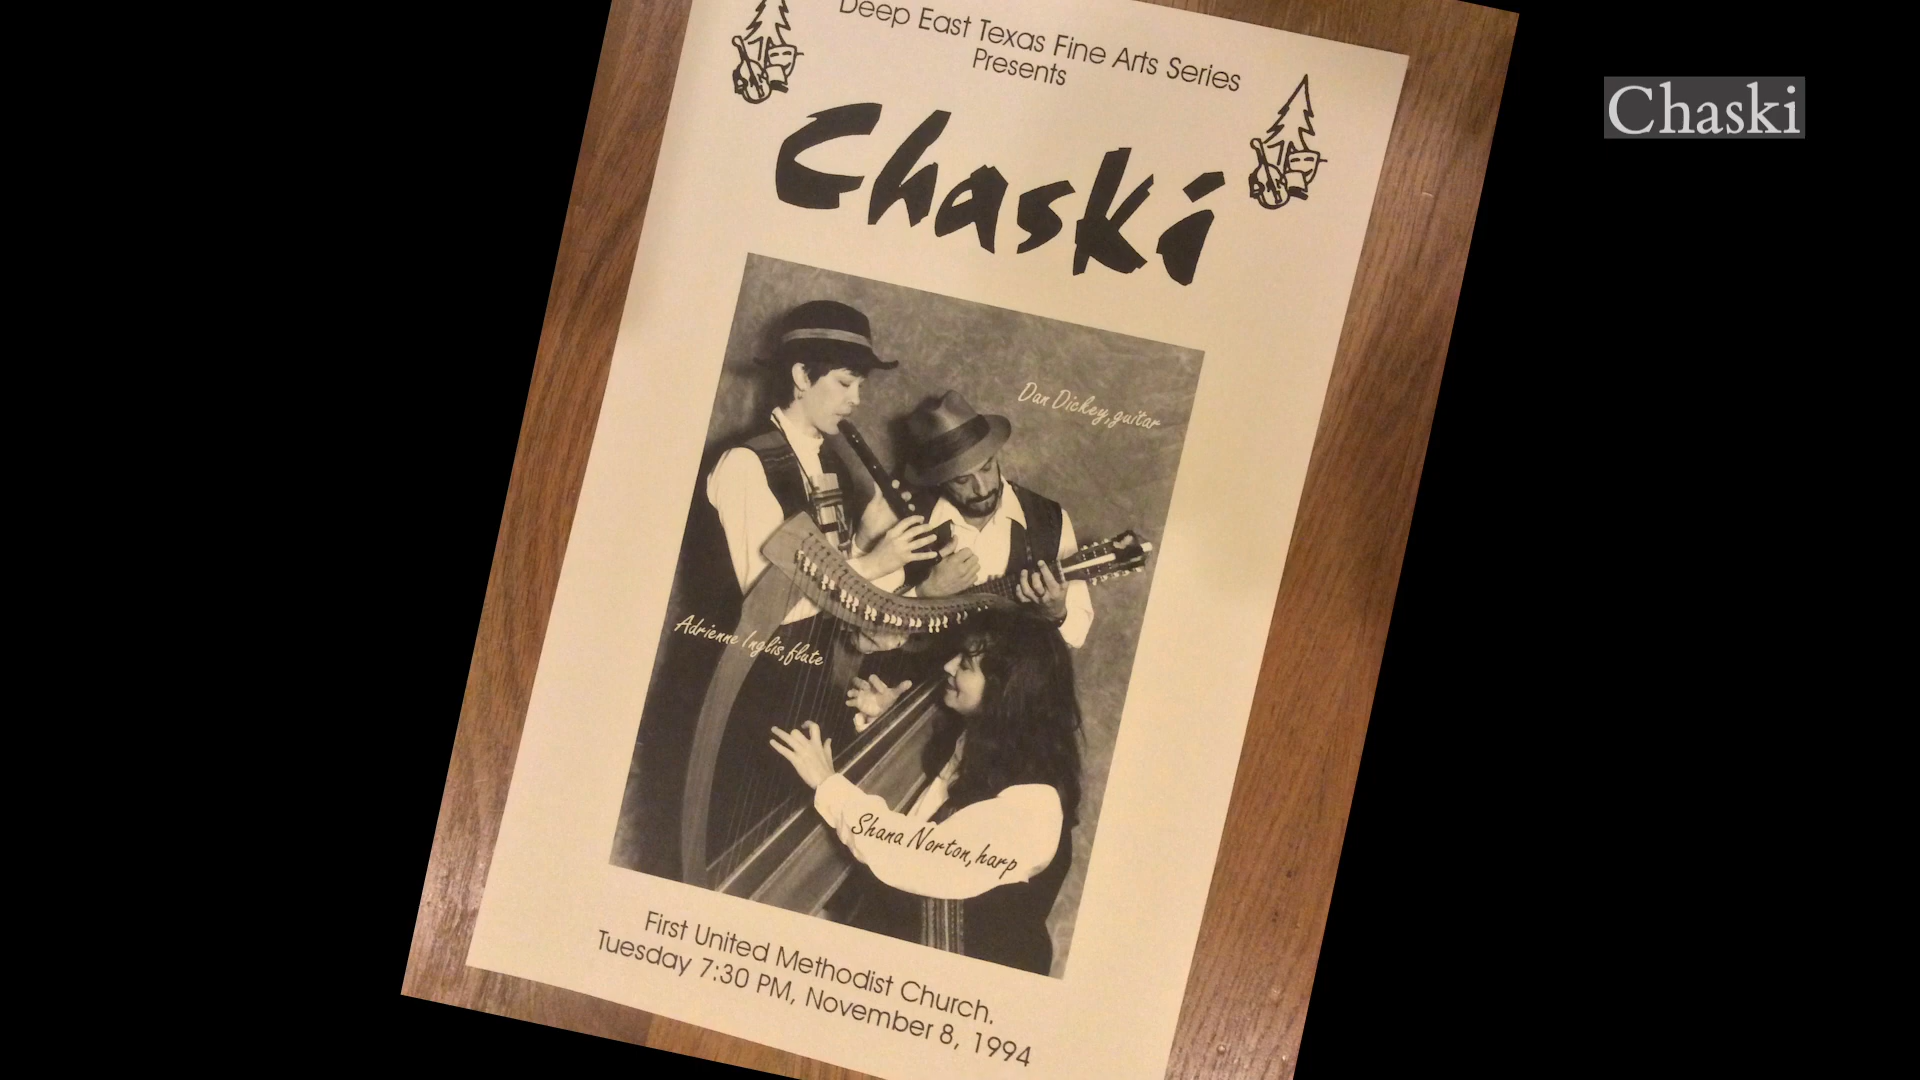 Deep East Texas Fine Arts Series
Presents
Chaski
Chaski
Dan Dickey, guitar
Adrienne Inglis, flute
Shana Norton, harp
First United Methodist Church.
Tuesday 7:30 PM, November 8, 1994